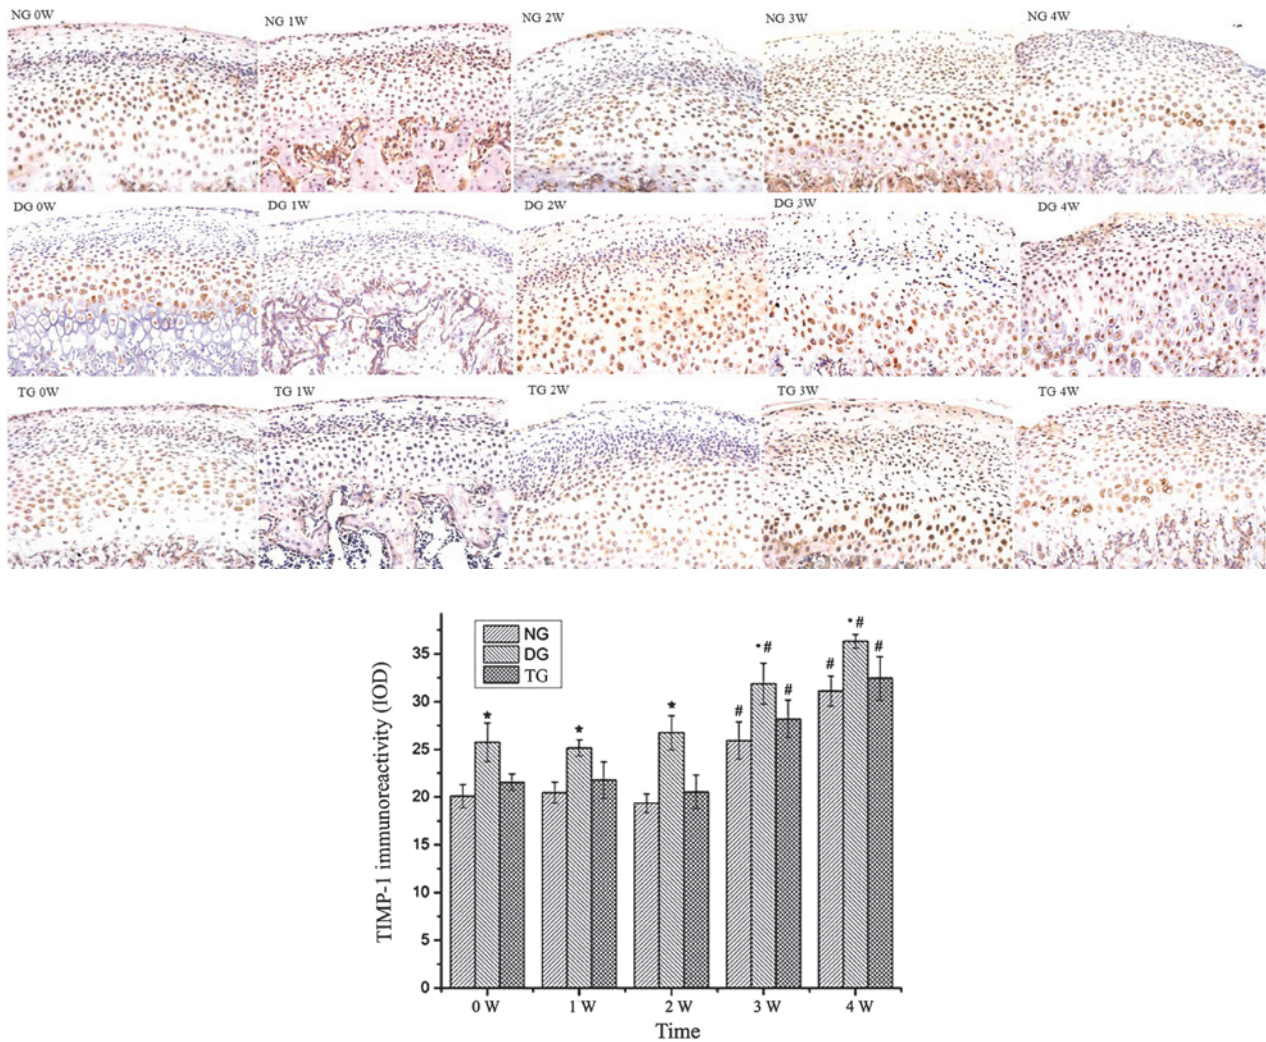 NG 0W
NG 1W
NG 2W
NG 3W
NG 4W
DG 0W
DG 1W
DG 2W
DG 3W
DG 4W
TG 0W
TG 1W
TG 2W
TG 3W
TG 4W
TIMP-1 immunoreactivity (IOD)
35
30
25
20
15
10
5
0
NG
DG
TG
*
*
*
#
* #
#
#
* #
#
0 W
1 W
2 W
3 W
4 W
Time